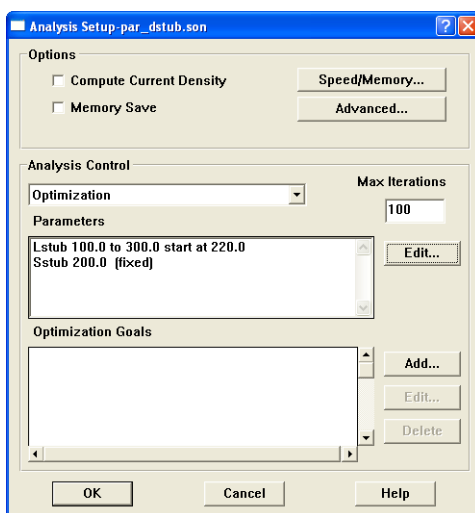 Analysis Setup-par_dstub.son
Options
Compute Current Density
Speed/Memory...
Memory Save
Advanced...
Analysis Control
Max Iterations
Optimization
100
Parameters
Lstub 100.0 to 300.0 start at 220.0
Sstub 200.0 (fixed)
Edit...
Optimization Goals
Add...
Edit...
Delete
OK
Cancel
Help